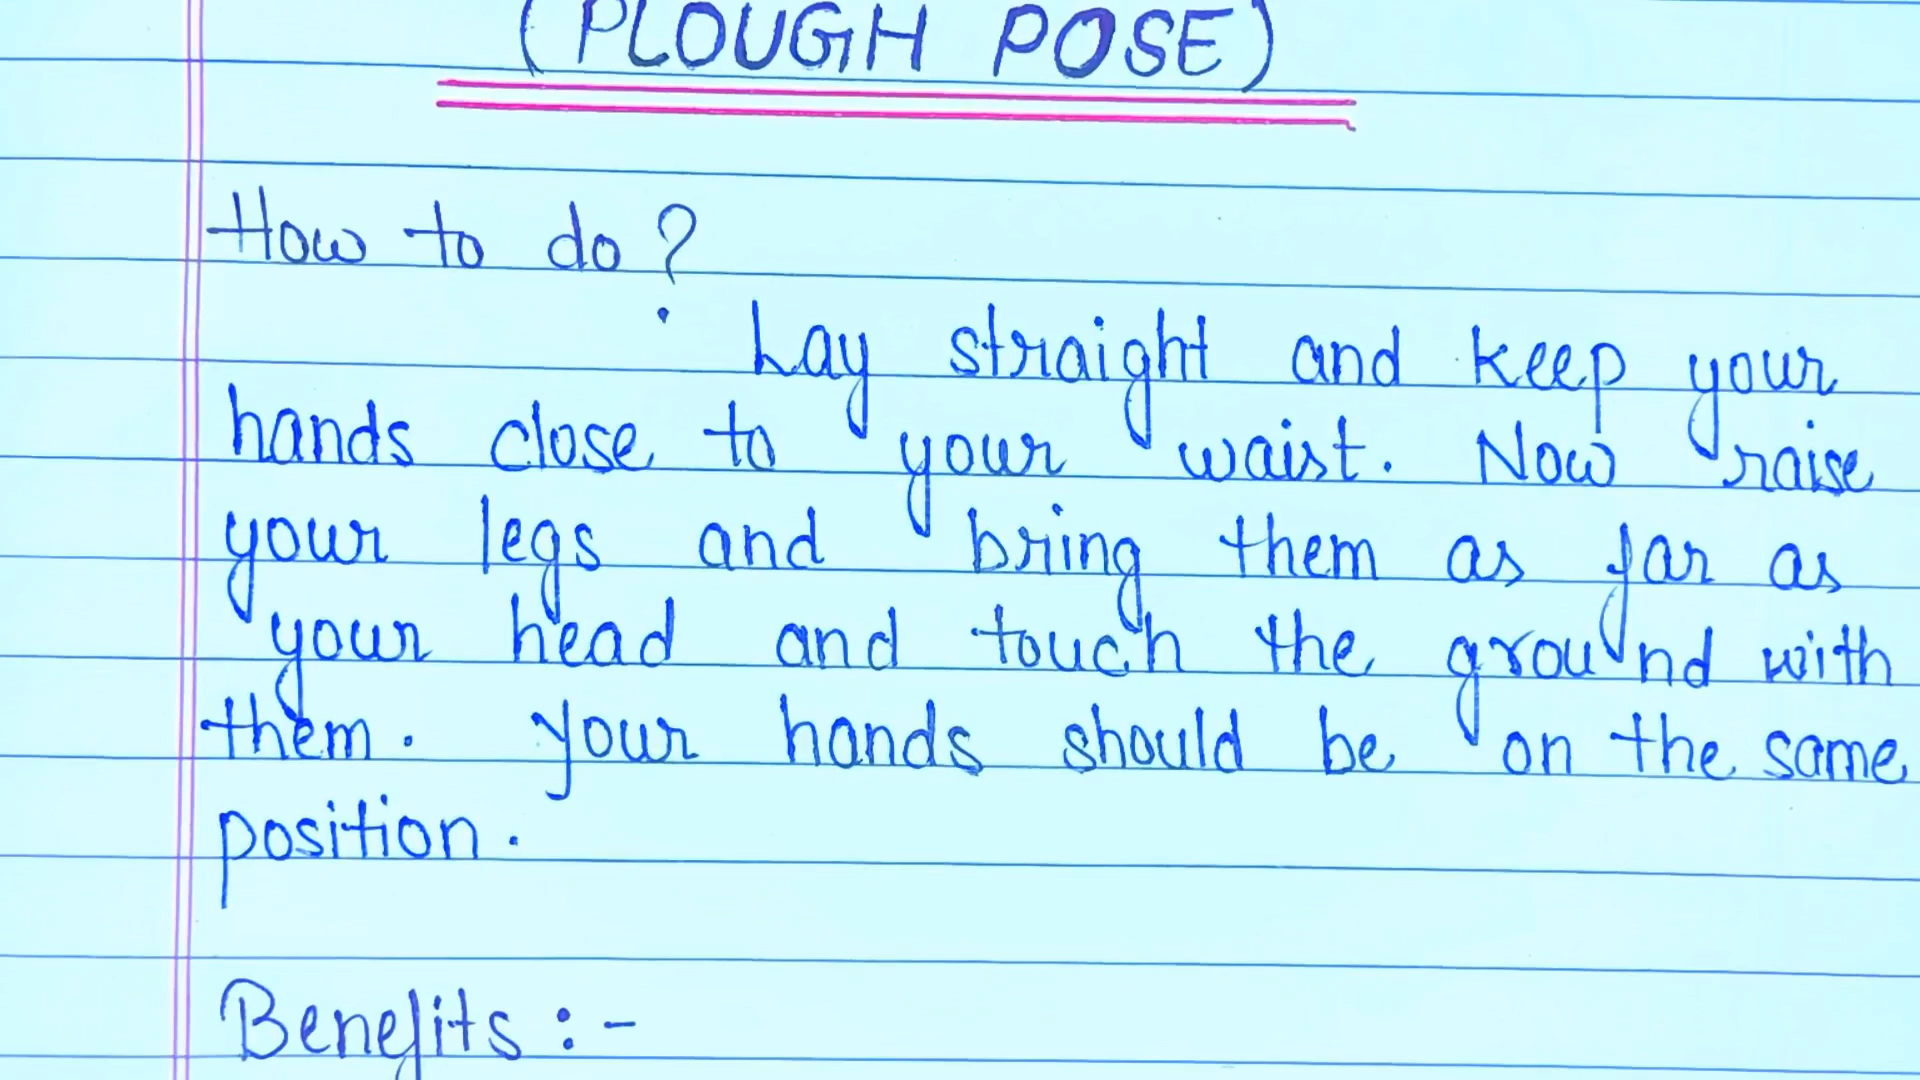 (PLOUGH POSE)
How to do?
Lay straight and keep your
hands close to your waist. Now raise
your legs and bring them as far as
your head and touch the ground with
them. Your hands should be on the same
position.
Benefits :-